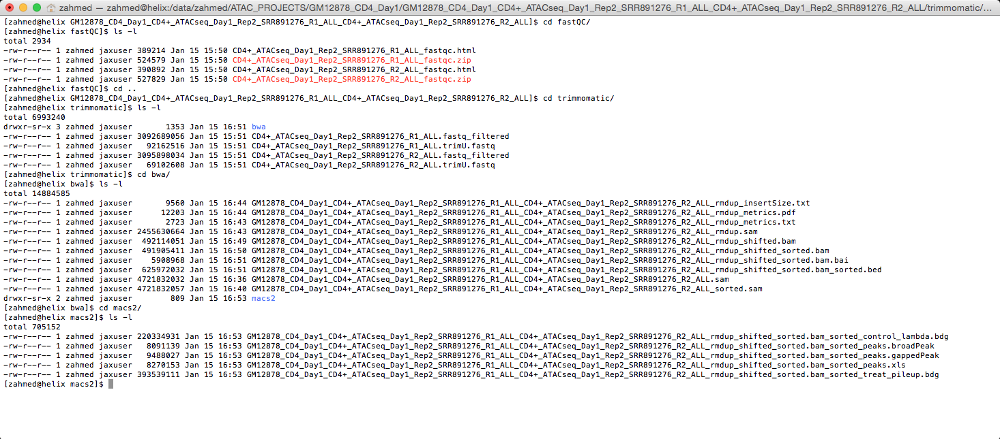 zahmed — zahmed@helix:/data/zahmed/ATAC_PROJECTS/GM12878_CD4_Day1/GM12878_CD4_Day1_CD4+_ATACseq_Day1_Rep2_SRR891276_R1_ALL_CD4+_ATACseq_Day1_Rep2_SRR891276_R2_ALL/trimmomatic/...
[zahmed@helix GM12878_CD4_Day1_CD4+_ATACseq_Day1_Rep2_SRR891276_R1_ALL_CD4+_ATACseq_Day1_Rep2_SRR891276_R2_ALL]$ cd fastQC/
[zahmed@helix fastQC]$ ls -l
total 2934
-rw-r--r-- 1 zahmed jaxuser 389214 Jan 15 15:50 CD4+_ATACseq_Day1_Rep2_SRR891276_R1_ALL_fastqc.html
-rw-r--r-- 1 zahmed jaxuser 524579 Jan 15 15:50 CD4+_ATACseq_Day1_Rep2_SRR891276_R1_ALL_fastqc.zip
-rw-r--r-- 1 zahmed jaxuser 390892 Jan 15 15:50 CD4+_ATACseq_Day1_Rep2_SRR891276_R2_ALL_fastqc.html
-rw-r--r-- 1 zahmed jaxuser 527829 Jan 15 15:50 CD4+_ATACseq_Day1_Rep2_SRR891276_R2_ALL_fastqc.zip
[zahmed@helix fastQC]$ cd ..
[zahmed@helix GM12878_CD4_Day1_CD4+_ATACseq_Day1_Rep2_SRR891276_R1_ALL_CD4+_ATACseq_Day1_Rep2_SRR891276_R2_ALL]$ cd trimmomatic/
[zahmed@helix trimmomatic]$ ls -l
total 6993240
drwxr-sr-x 3 zahmed jaxuser       1353 Jan 15 16:51 bwa
-rw-r--r-- 1 zahmed jaxuser 3092689056 Jan 15 15:51 CD4+_ATACseq_Day1_Rep2_SRR891276_R1_ALL.fastq_filtered
-rw-r--r-- 1 zahmed jaxuser   92162516 Jan 15 15:51 CD4+_ATACseq_Day1_Rep2_SRR891276_R1_ALL.trimU.fastq
-rw-r--r-- 1 zahmed jaxuser 3095898034 Jan 15 15:51 CD4+_ATACseq_Day1_Rep2_SRR891276_R2_ALL.fastq_filtered
-rw-r--r-- 1 zahmed jaxuser   69102608 Jan 15 15:51 CD4+_ATACseq_Day1_Rep2_SRR891276_R2_ALL.trimU.fastq
[zahmed@helix trimmomatic]$ cd bwa/
[zahmed@helix bwa]$ ls -l
total 14884585
-rw-r--r-- 1 zahmed jaxuser       9560 Jan 15 16:44 GM12878_CD4_Day1_CD4+_ATACseq_Day1_Rep2_SRR891276_R1_ALL_CD4+_ATACseq_Day1_Rep2_SRR891276_R2_ALL_rmdup_insertSize.txt
-rw-r--r-- 1 zahmed jaxuser      12203 Jan 15 16:44 GM12878_CD4_Day1_CD4+_ATACseq_Day1_Rep2_SRR891276_R1_ALL_CD4+_ATACseq_Day1_Rep2_SRR891276_R2_ALL_rmdup_metrics.pdf
-rw-r--r-- 1 zahmed jaxuser       2723 Jan 15 16:43 GM12878_CD4_Day1_CD4+_ATACseq_Day1_Rep2_SRR891276_R1_ALL_CD4+_ATACseq_Day1_Rep2_SRR891276_R2_ALL_rmdup_metrics.txt
-rw-r--r-- 1 zahmed jaxuser 2455630664 Jan 15 16:43 GM12878_CD4_Day1_CD4+_ATACseq_Day1_Rep2_SRR891276_R1_ALL_CD4+_ATACseq_Day1_Rep2_SRR891276_R2_ALL_rmdup.sam
-rw-r--r-- 1 zahmed jaxuser  492114051 Jan 15 16:49 GM12878_CD4_Day1_CD4+_ATACseq_Day1_Rep2_SRR891276_R1_ALL_CD4+_ATACseq_Day1_Rep2_SRR891276_R2_ALL_rmdup_shifted.bam
-rw-r--r-- 1 zahmed jaxuser  491905411 Jan 15 16:50 GM12878_CD4_Day1_CD4+_ATACseq_Day1_Rep2_SRR891276_R1_ALL_CD4+_ATACseq_Day1_Rep2_SRR891276_R2_ALL_rmdup_shifted_sorted.bam
-rw-r--r-- 1 zahmed jaxuser    5908968 Jan 15 16:51 GM12878_CD4_Day1_CD4+_ATACseq_Day1_Rep2_SRR891276_R1_ALL_CD4+_ATACseq_Day1_Rep2_SRR891276_R2_ALL_rmdup_shifted_sorted.bam.bai
-rw-r--r-- 1 zahmed jaxuser  625972032 Jan 15 16:51 GM12878_CD4_Day1_CD4+_ATACseq_Day1_Rep2_SRR891276_R1_ALL_CD4+_ATACseq_Day1_Rep2_SRR891276_R2_ALL_rmdup_shifted_sorted.bam_sorted.bed
-rw-r--r-- 1 zahmed jaxuser 4721832032 Jan 15 16:36 GM12878_CD4_Day1_CD4+_ATACseq_Day1_Rep2_SRR891276_R1_ALL_CD4+_ATACseq_Day1_Rep2_SRR891276_R2_ALL.sam
-rw-r--r-- 1 zahmed jaxuser 4721832057 Jan 15 16:40 GM12878_CD4_Day1_CD4+_ATACseq_Day1_Rep2_SRR891276_R1_ALL_CD4+_ATACseq_Day1_Rep2_SRR891276_R2_ALL_sorted.sam
drwxr-sr-x 2 zahmed jaxuser        809 Jan 15 16:53 macs2
[zahmed@helix bwa]$ cd macs2/
[zahmed@helix macs2]$ ls -l
total 705152
-rw-r--r-- 1 zahmed jaxuser 220334931 Jan 15 16:53 GM12878_CD4_Day1_CD4+_ATACseq_Day1_Rep2_SRR891276_R1_ALL_CD4+_ATACseq_Day1_Rep2_SRR891276_R2_ALL_rmdup_shifted_sorted.bam_sorted_control_lambda.bdg
-rw-r--r-- 1 zahmed jaxuser   8091139 Jan 15 16:53 GM12878_CD4_Day1_CD4+_ATACseq_Day1_Rep2_SRR891276_R1_ALL_CD4+_ATACseq_Day1_Rep2_SRR891276_R2_ALL_rmdup_shifted_sorted.bam_sorted_peaks.broadPeak
-rw-r--r-- 1 zahmed jaxuser   9488027 Jan 15 16:53 GM12878_CD4_Day1_CD4+_ATACseq_Day1_Rep2_SRR891276_R1_ALL_CD4+_ATACseq_Day1_Rep2_SRR891276_R2_ALL_rmdup_shifted_sorted.bam_sorted_peaks.gappedPeak
-rw-r--r-- 1 zahmed jaxuser   8270153 Jan 15 16:53 GM12878_CD4_Day1_CD4+_ATACseq_Day1_Rep2_SRR891276_R1_ALL_CD4+_ATACseq_Day1_Rep2_SRR891276_R2_ALL_rmdup_shifted_sorted.bam_sorted_peaks.xls
-rw-r--r-- 1 zahmed jaxuser 393539111 Jan 15 16:53 GM12878_CD4_Day1_CD4+_ATACseq_Day1_Rep2_SRR891276_R1_ALL_CD4+_ATACseq_Day1_Rep2_SRR891276_R2_ALL_rmdup_shifted_sorted.bam_sorted_treat_pileup.bdg
[zahmed@helix macs2]$